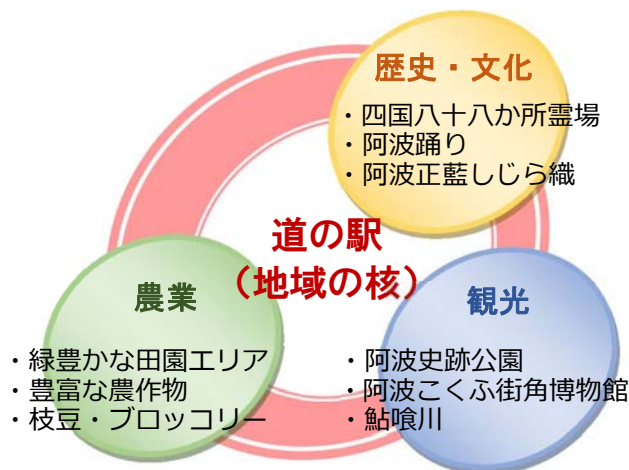 歴史・文化
・四国八十八か所霊場
・阿波踊り
・阿波正藍しじら織
道の駅
（地域の核）
農業
・緑豊かな田園エリア
・豊富な農作物
・枝豆・ブロッコリー
観光
・阿波史跡公園
・阿波こくふ街角博物館
・鮎喰川